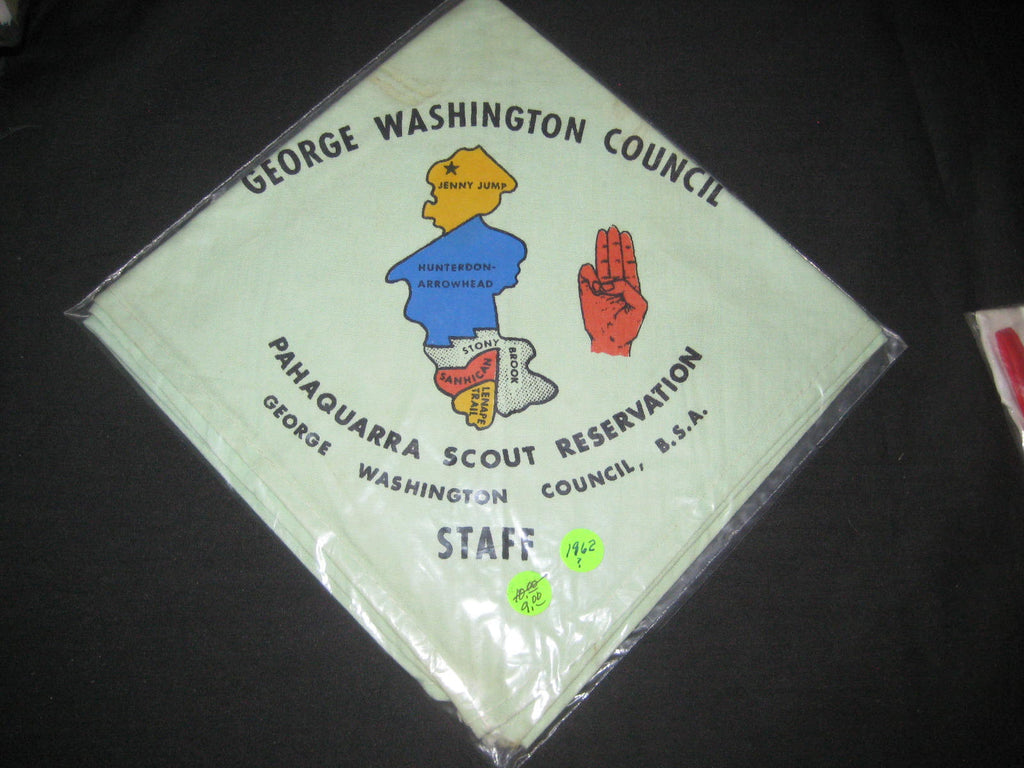 GEORGE WASHINGTON COUNCIL
JENNY JUMP
HUNTERDON-
ARROWHEAD
STONY BROOK
SANHICAN
LENAPE
TRAIL
PAHAQUARRA SCOUT RESERVATION
GEORGE WASHINGTON COUNCIL, B.S.A.
STAFF
1962
?
10.00
9.00